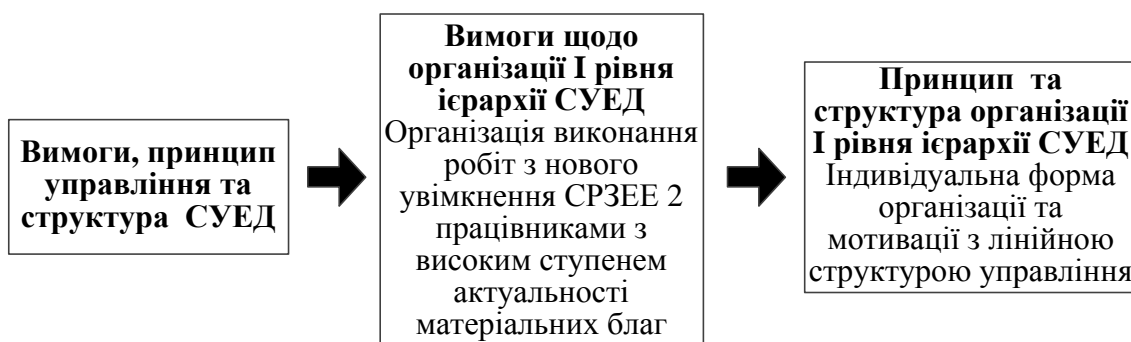 Вимоги, принцип
управління та
структура СУЕД
Вимоги щодо
організації І рівня
ієрархії СУЕД
Організація виконання
робіт з нового
увімкнення СРЗЕЕ 2
працівниками з
високим ступенем
актуальності
матеріальних благ
Принцип та
структура організації
І рівня ієрархії СУЕД
Індивідуальна форма
організації та
мотивації з лінійною
структурою управління